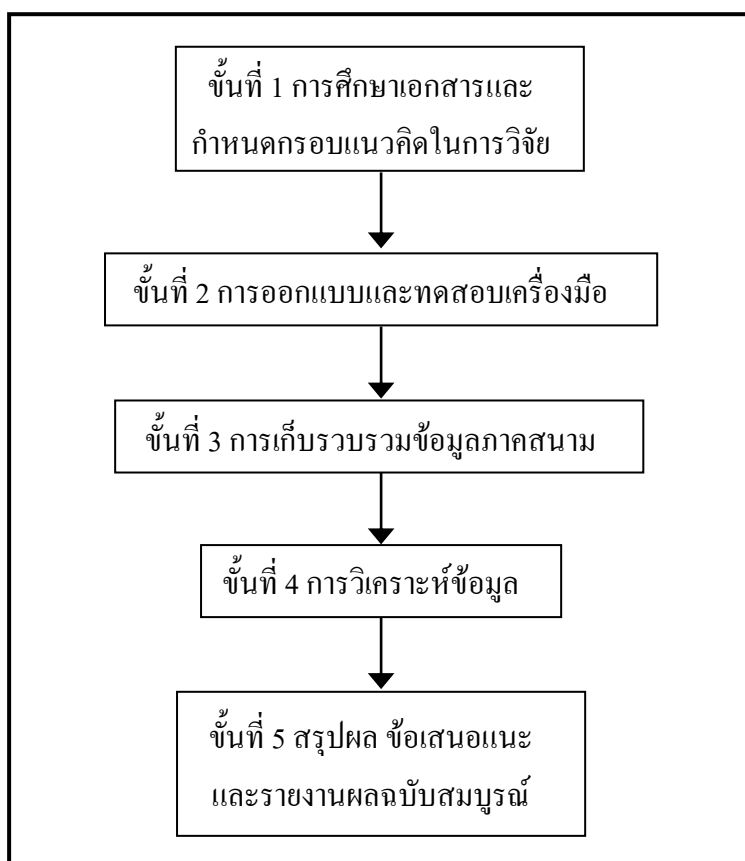 ขั้นที่ 1 การศึกษาเอกสารและ
กำหนดกรอบแนวคิดในการวิจัย
ขั้นที่ 2 การออกแบบและทดสอบเครื่องมือ
ขั้นที่ 3 การเก็บรวบรวมข้อมูลภาคสนาม
ขั้นที่ 4 การวิเคราะห์ข้อมูล
ขั้นที่ 5 สรุปผล ข้อเสนอแนะ
และรายงานผลฉบับสมบูรณ์